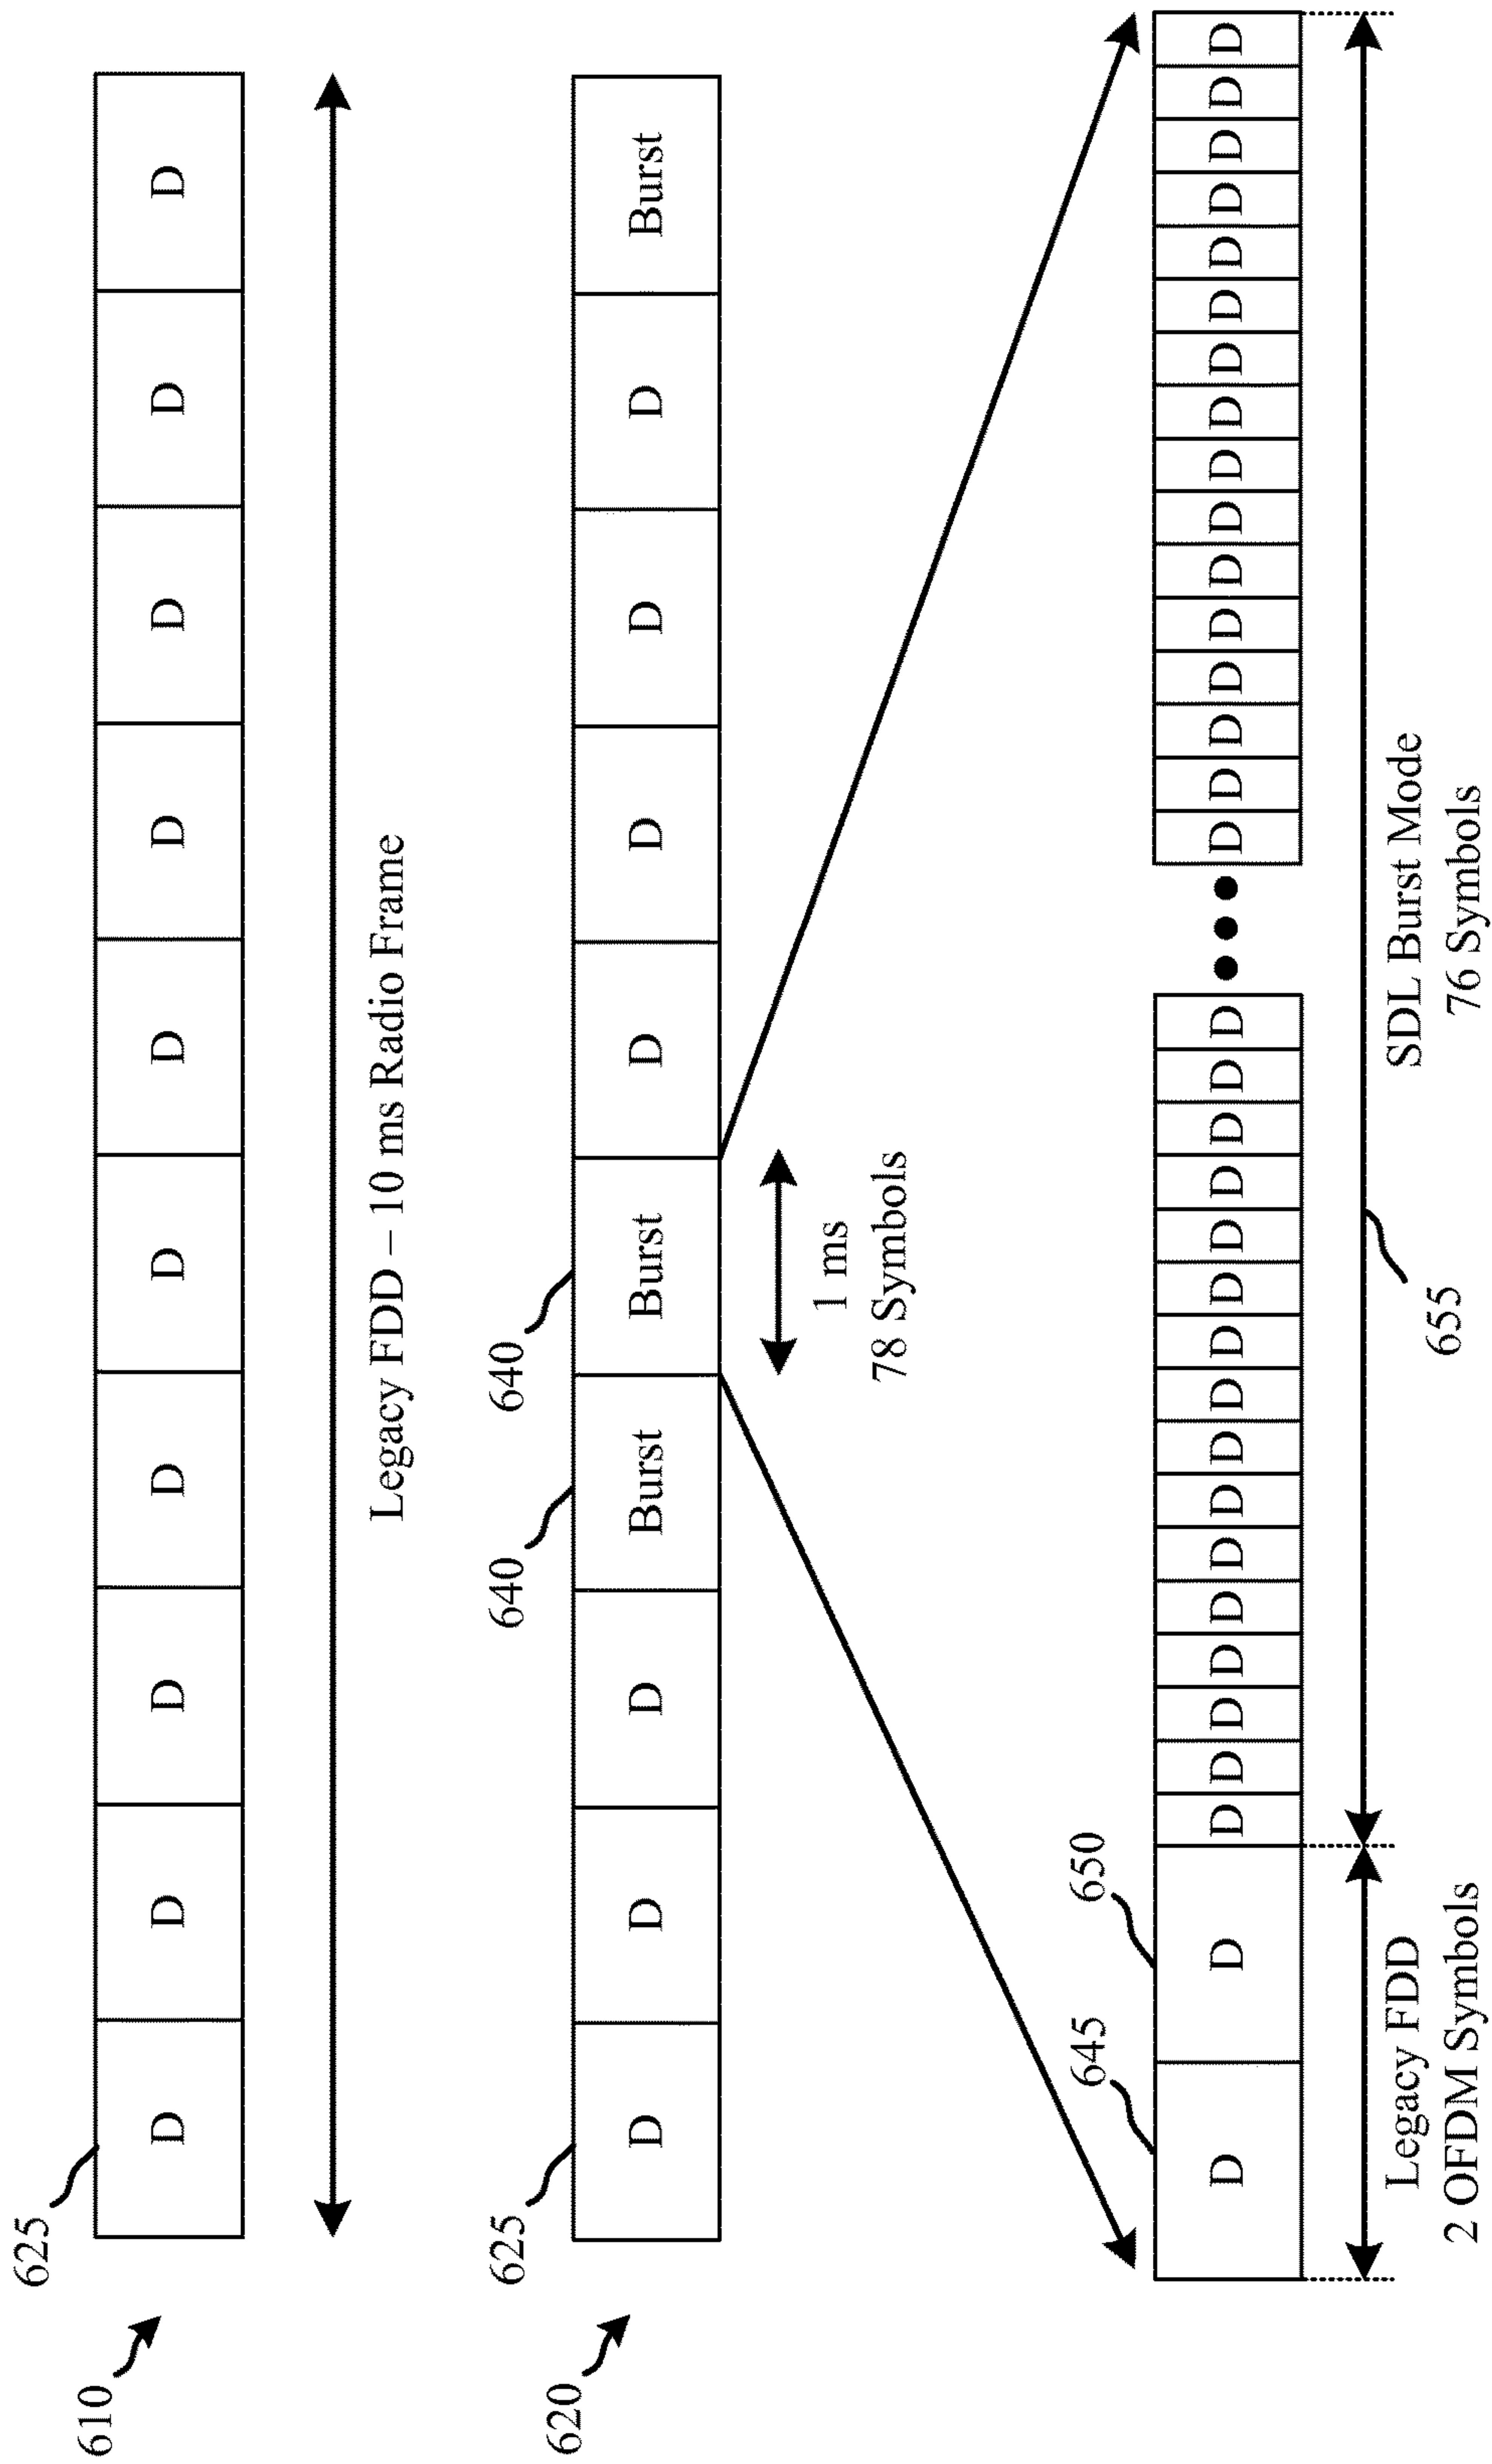 625
610
D D D D D D D D D D
Legacy FDD – 10 ms Radio Frame
625 640 640
620
D D D Burst Burst D D D D Burst
1 ms
78 Symbols
645 650
D D D D D D D D D D D D D D D D D D ••• D D D D D D D D D D D D D D D D
Legacy FDD
2 OFDM Symbols
655
SDL Burst Mode
76 Symbols